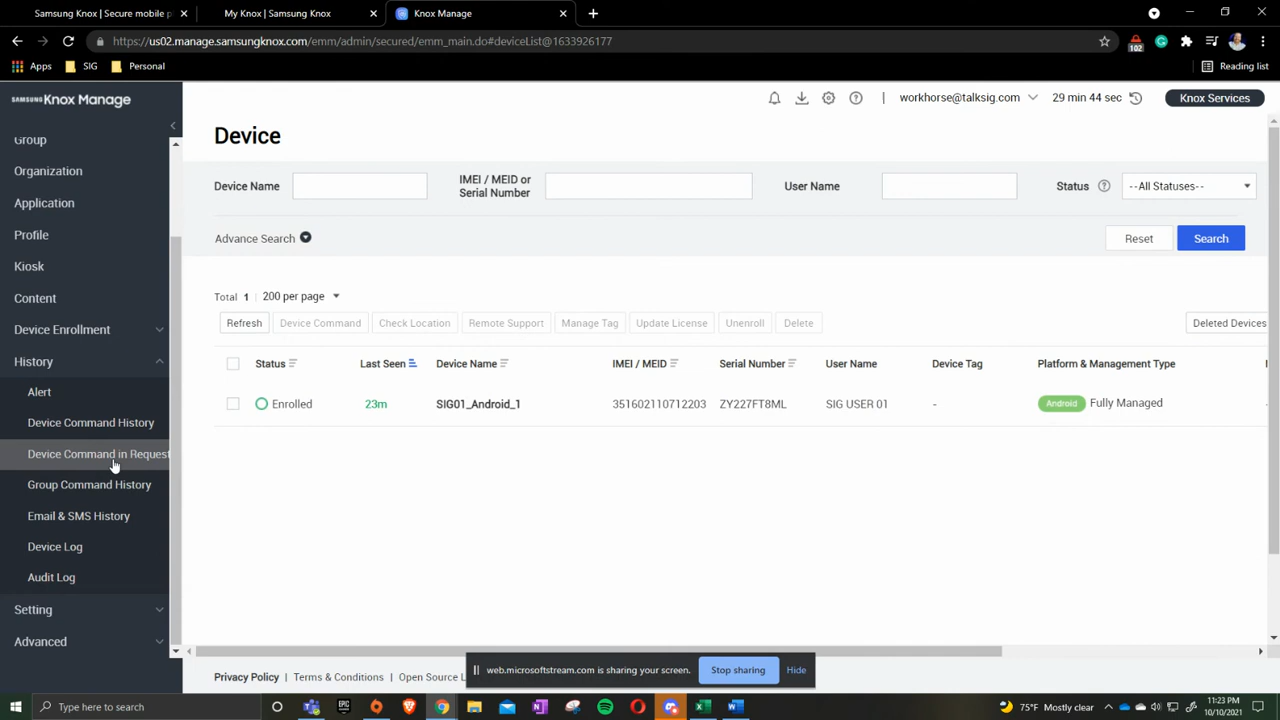 Samsung Knox | Secure mobile p
My Knox | Samsung Knox
Knox Manage
https://us02.manage.samsungknox.com/emm/admin/secured/emm_main.do#deviceList@1633926177
102
Apps
SIG
Personal
Reading list
SAMSUNG Knox Manage
workhorse@talksig.com
29 min 44 sec
Knox Services
Group
Organization
Application
Profile
Kiosk
Content
Device Enrollment
History
Alert
Device Command History
Device Command in Request
Group Command History
Email & SMS History
Device Log
Audit Log
Setting
Advanced
Device
Device Name
IMEI / MEID or
Serial Number
User Name
Status
--All Statuses--
Advance Search
Reset
Search
Total 1
200 per page
Refresh
Device Command
Check Location
Remote Support
Manage Tag
Update License
Unenroll
Delete
Deleted Devices
Status
Last Seen
Device Name
IMEI / MEID
Serial Number
User Name
Device Tag
Platform & Management Type
Enrolled
23m
SIG01_Android_1
351602110712203
ZY227FT8ML
SIG USER 01
-
Android
Fully Managed
Privacy Policy | Terms & Conditions | Open Source L
web.microsoftstream.com is sharing your screen.
Stop sharing
Hide
Type here to search
EPIC
75°F Mostly clear
11:23 PM
10/10/2021